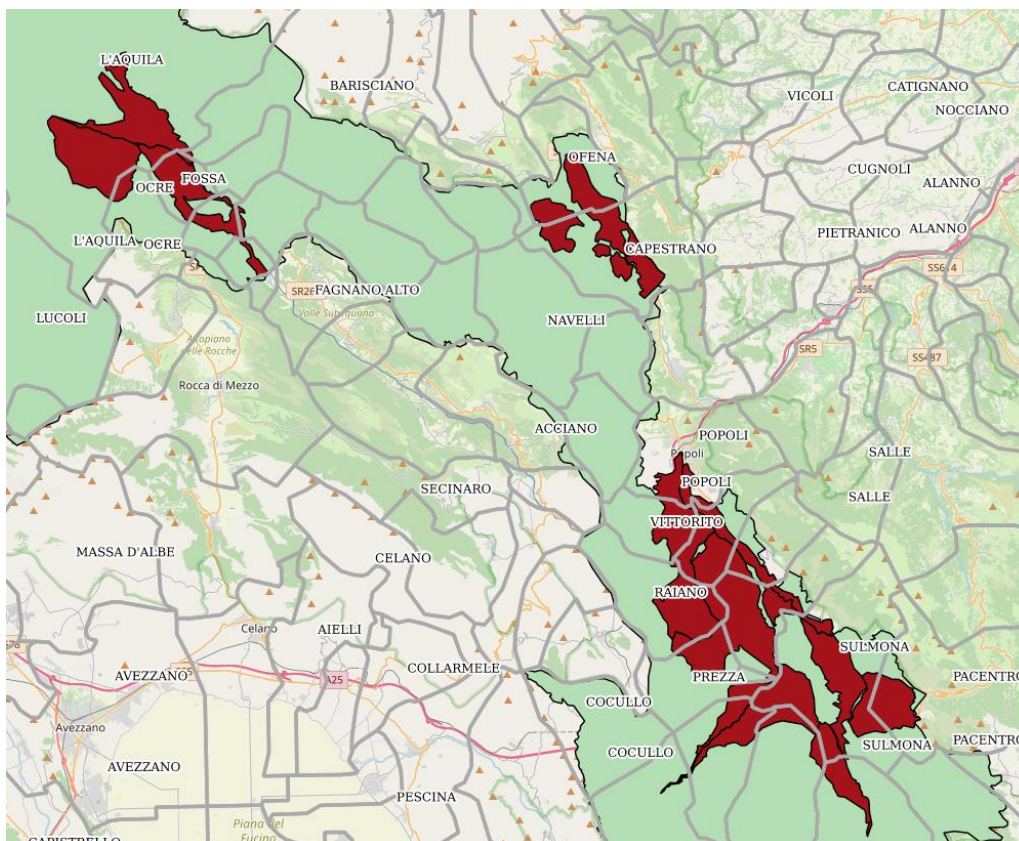 L'AQUILA
BARISCIANO
VICOLI
CATIGNANO
NOCCIANO
OFENA
CUGNOLI
ALANNO
FOSSA
OCRE
L'AQUILA
OCRE
CAPESTRANO
PIETRANICO
ALANNO
SS614
SR26
FAGNANO ALTO
Valle Subequana
LUCOLI
NAVELLI
Altopiano
delle Rocche
SR5
SS487
Rocca di Mezzo
ACCIANO
POPOLI
Popoli
SALLE
SECINARO
POPOLI
SALLE
VITTORITO
MASSA D'ALBE
CELANO
RAIANO
Celano
AIELLI
SULMONA
AVEZZANO
A25
COLLARMELE
PREZZA
PACENTRO
COCULLO
Avezzano
COCULLO
SULMONA
PACENTRO
AVEZZANO
PESCINA
Piana del
Fucino
CAPISTRELLO